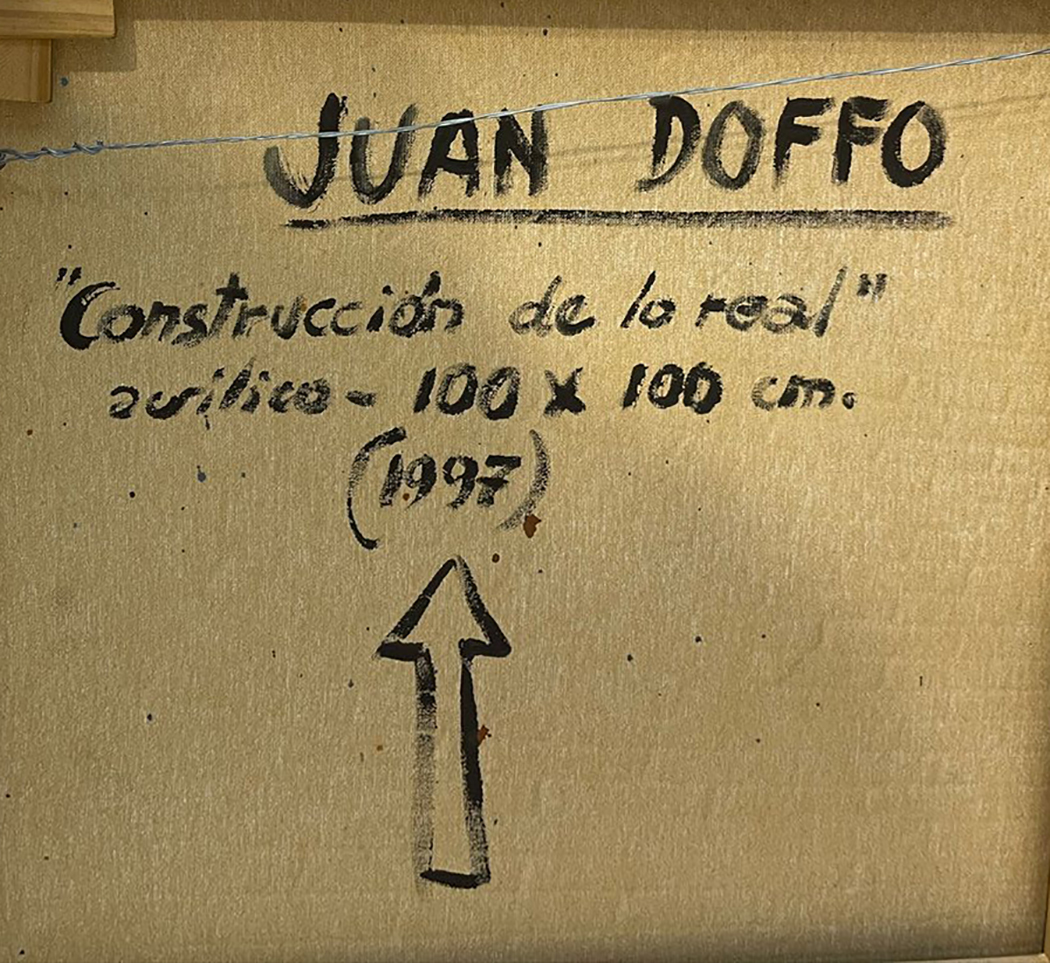 JUAN DOFFO
"Construcción de lo real"
acrílico - 100 x 100 cm.
(1997)